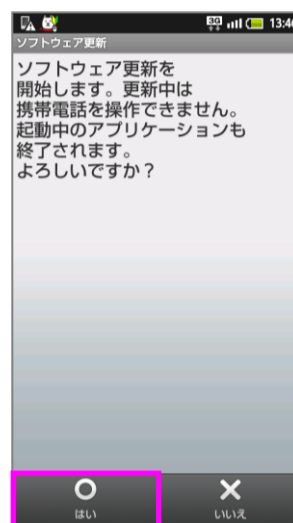 3G 13:46
ソフトウェア更新
ソフトウェア更新を
開始します。更新中は
携帯電話を操作できません。
起動中のアプリケーションも
終了されます。
よろしいですか？
はい
いいえ